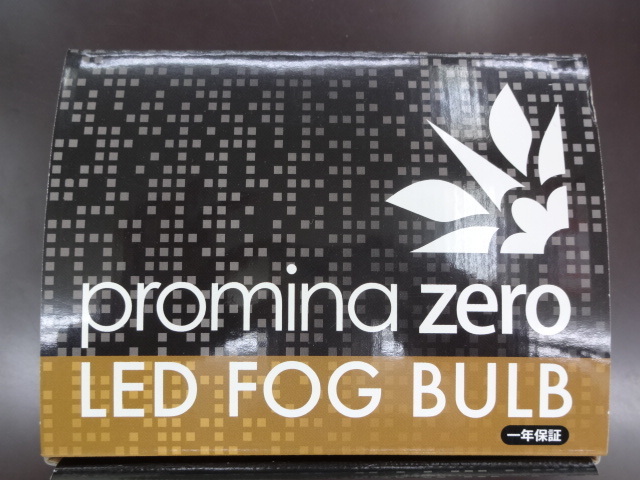 promina zero
LED FOG BULB
一年保証